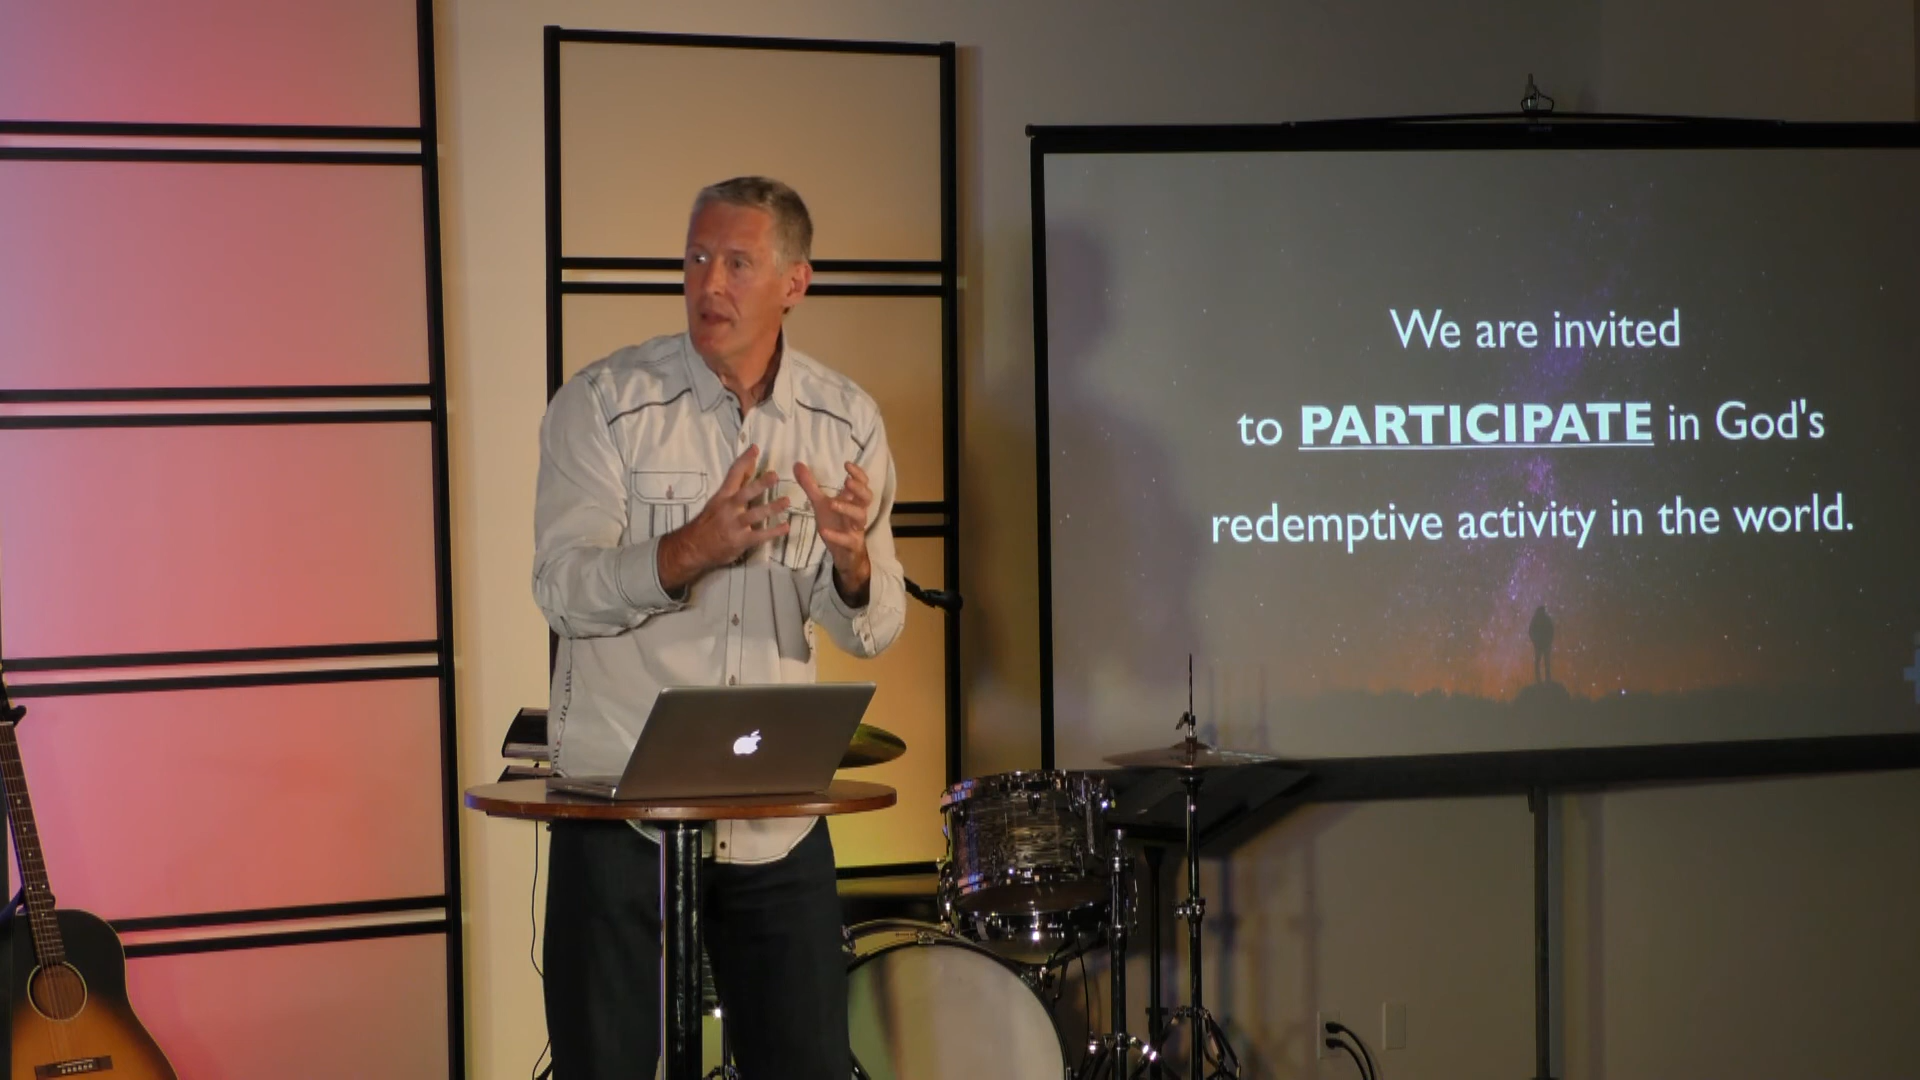 We are invited
to PARTICIPATE in God's
redemptive activity in the world.